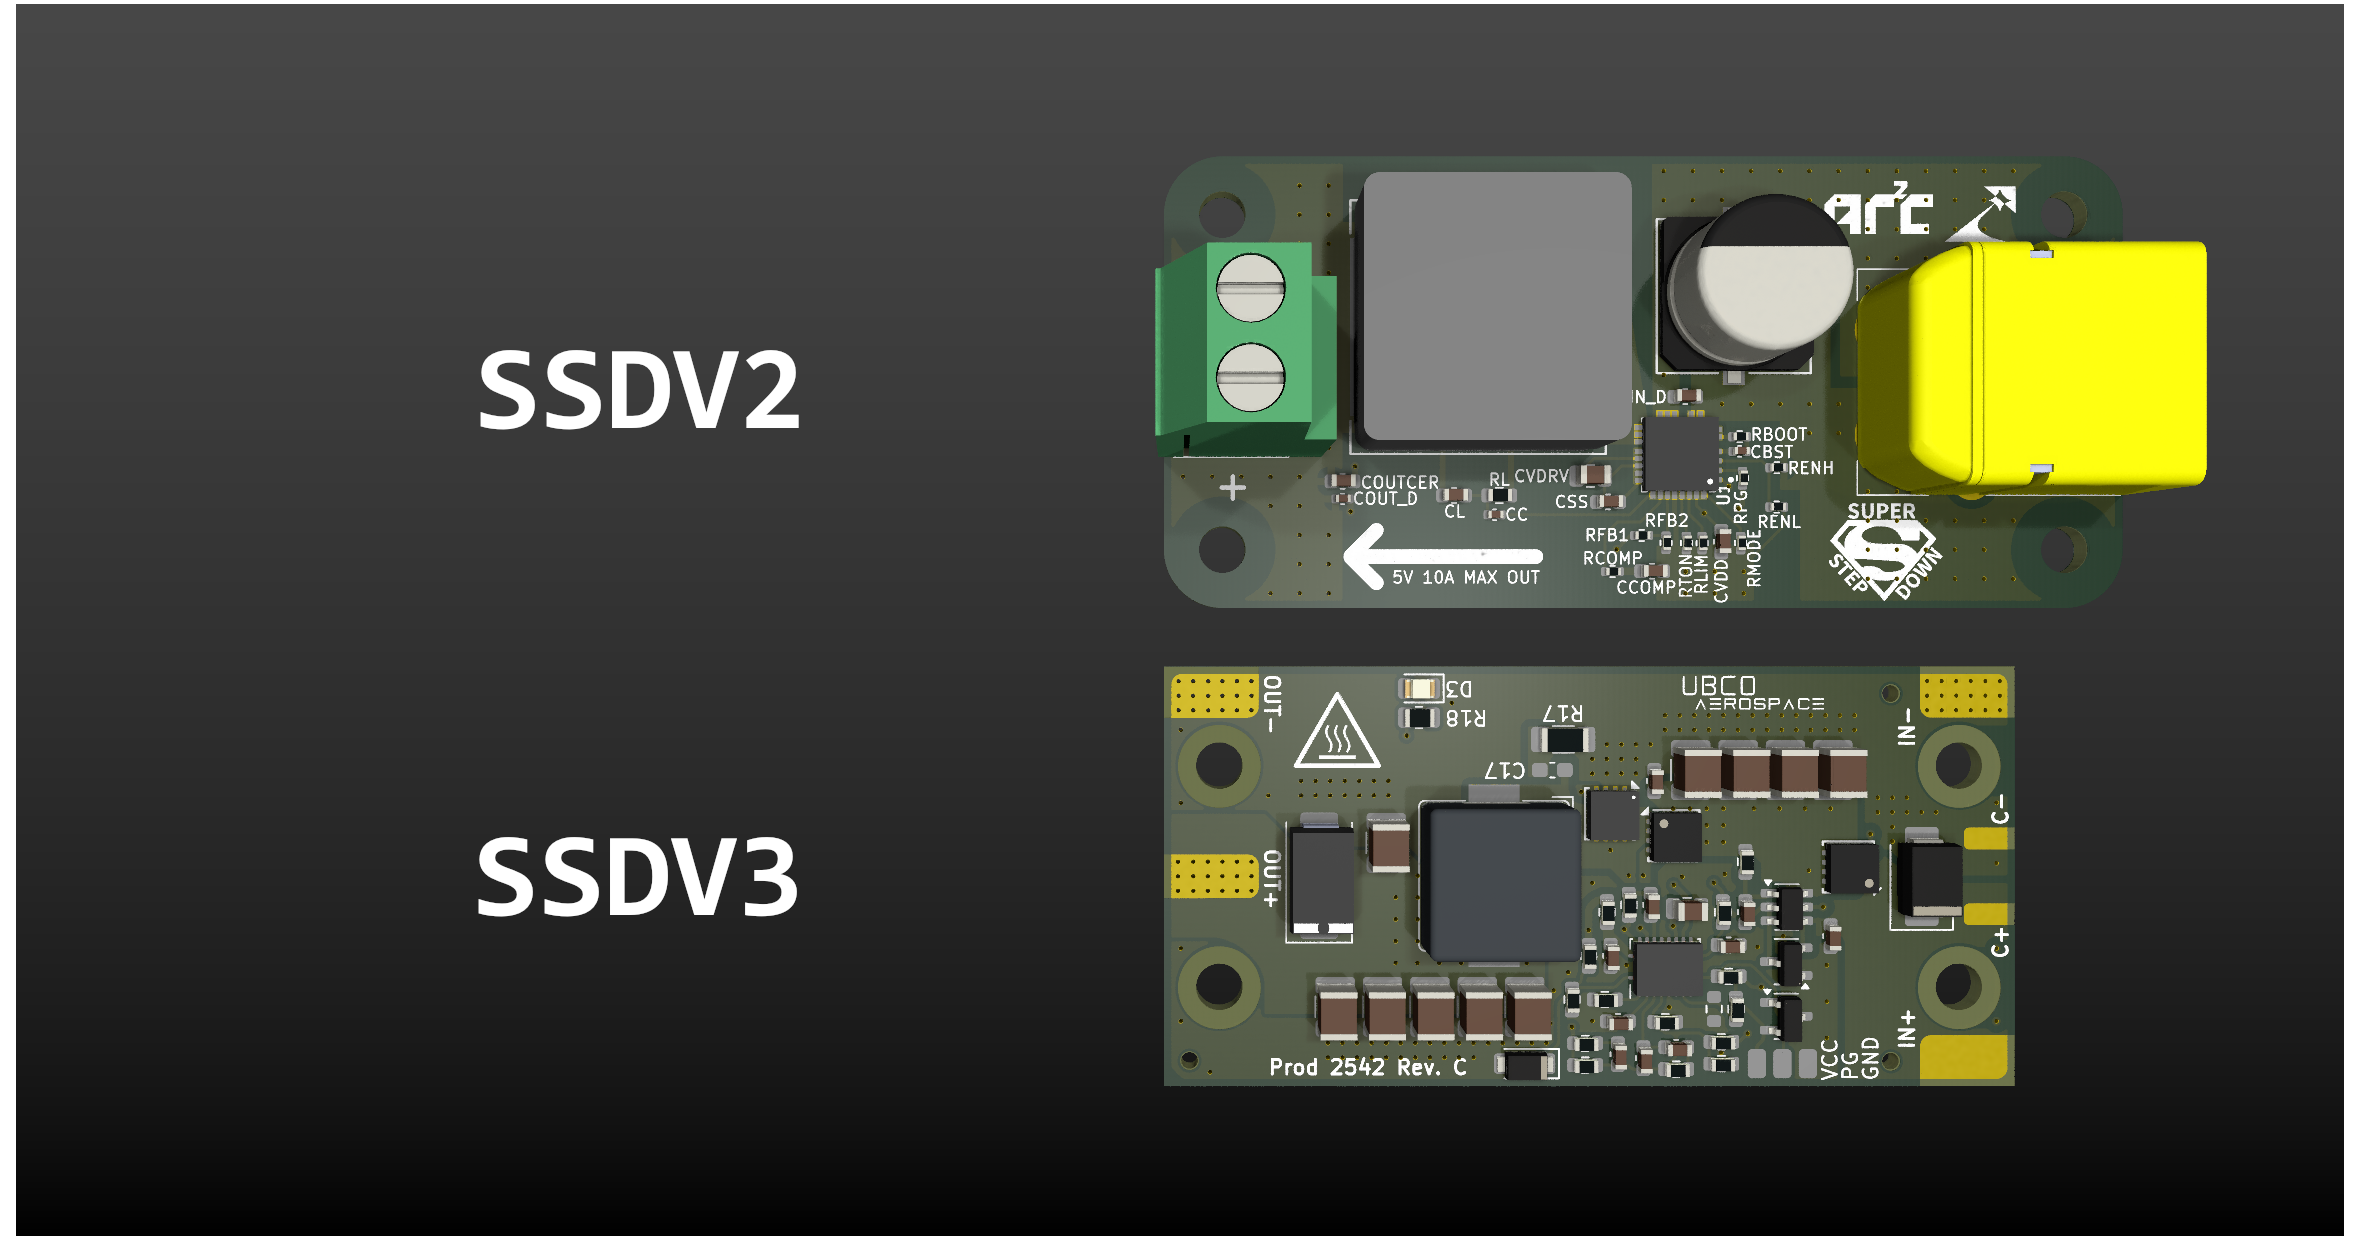 SSDV2
arc2
IN_D
RBOOT
CBST
RENH
COUTCER
COUT_D
RL
CVDRV
CL
CC
CSS
U1
RPG
RENL
RFB2
RFB1
RCOMP
CCOMP
RTON
RLIM
CVDD
RMODE
+
5V 10A MAX OUT
SUPER
STEP
DOWN
S
SSDV3
OUT-
D3
R18
R17
C17
UBCO
AEROSPACE
IN-
C-
OUT+
C+
IN+
Prod 2542 Rev. C
VCC
PG
GND